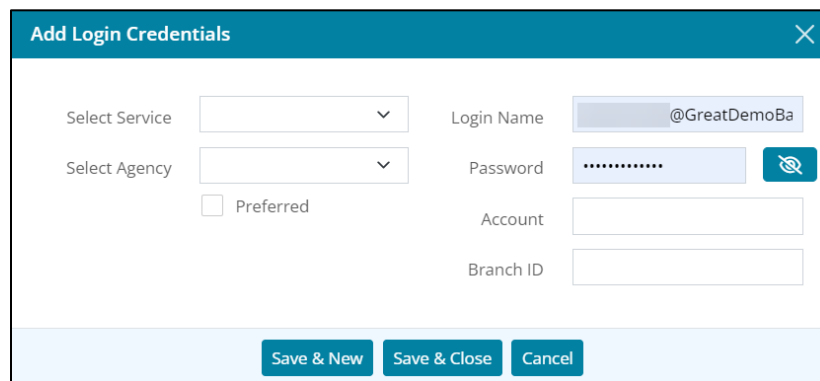 Add Login Credentials
Select Service
Login Name @GreatDemoBa
Select Agency
Password •••••••••••••
Preferred
Account
Branch ID
Save & New Save & Close Cancel